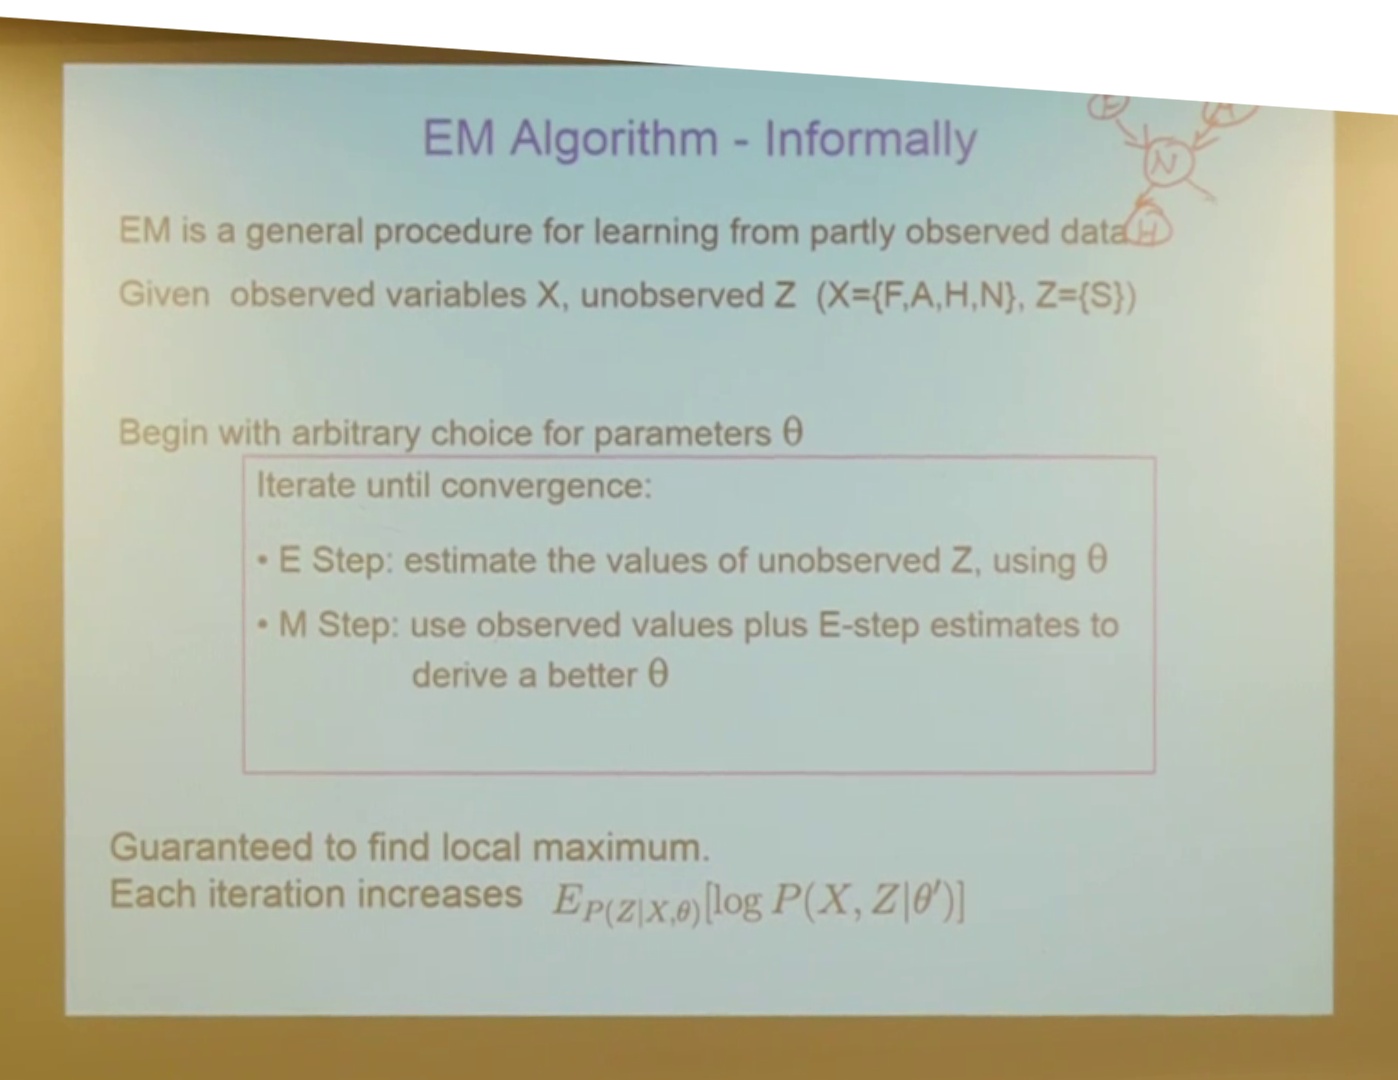 EM Algorithm - Informally
N
EM is a general procedure for learning from partly observed data
H
Given observed variables X, unobserved Z (X={F,A,H,N}, Z={S})
Begin with arbitrary choice for parameters θ
Iterate until convergence:
• E Step: estimate the values of unobserved Z, using θ
• M Step: use observed values plus E-step estimates to
derive a better θ
Guaranteed to find local maximum.
Each iteration increases E_{P(Z|X,θ)}[log P(X, Z|θ′)]